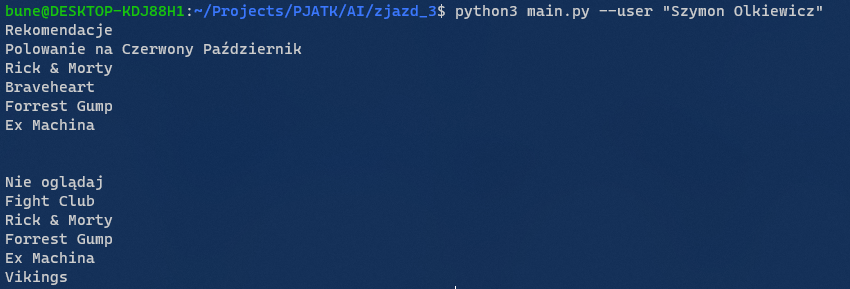 bune@DESKTOP-KDJ88H1:~/Projects/PJATK/AI/zjazd_3$ python3 main.py --user "Szymon Olkiewicz"
Rekomendacje
Polowanie na Czerwony Październik
Rick & Morty
Braveheart
Forrest Gump
Ex Machina
Nie oglądaj
Fight Club
Rick & Morty
Forrest Gump
Ex Machina
Vikings